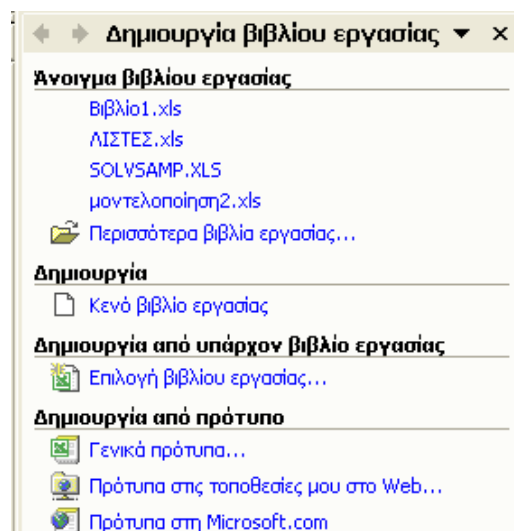 Δημιουργία βιβλίου εργασίας
Άνοιγμα βιβλίου εργασίας
Βιβλίο1.xls
ΛΙΣΤΕΣ.xls
SOLVSAMP.XLS
μοντελοποίηση2.xls
Περισσότερα βιβλία εργασίας...
Δημιουργία
Κενό βιβλίο εργασίας
Δημιουργία από υπάρχον βιβλίο εργασίας
Επιλογή βιβλίου εργασίας...
Δημιουργία από πρότυπο
Γενικά πρότυπα...
Πρότυπα στις τοποθεσίες μου στο Web...
Πρότυπα στη Microsoft.com